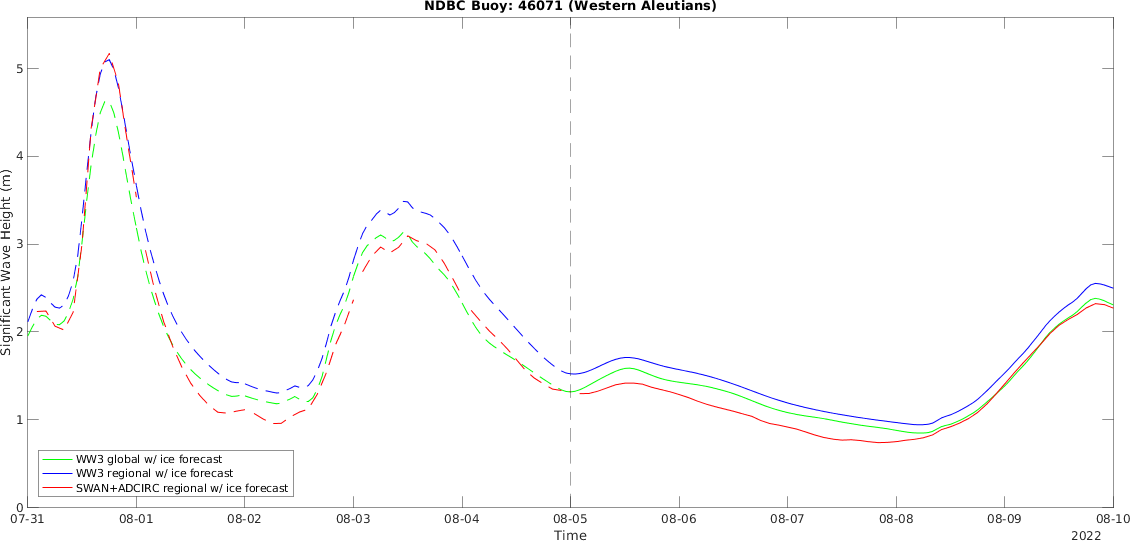 NDBC Buoy: 46071 (Western Aleutians)
Significant Wave Height (m)
5
4
3
2
1
0
WW3 global w/ ice forecast
WW3 regional w/ ice forecast
SWAN+ADCIRC regional w/ ice forecast
07-31 08-01 08-02 08-03 08-04 08-05 08-06 08-07 08-08 08-09 08-10
Time
2022